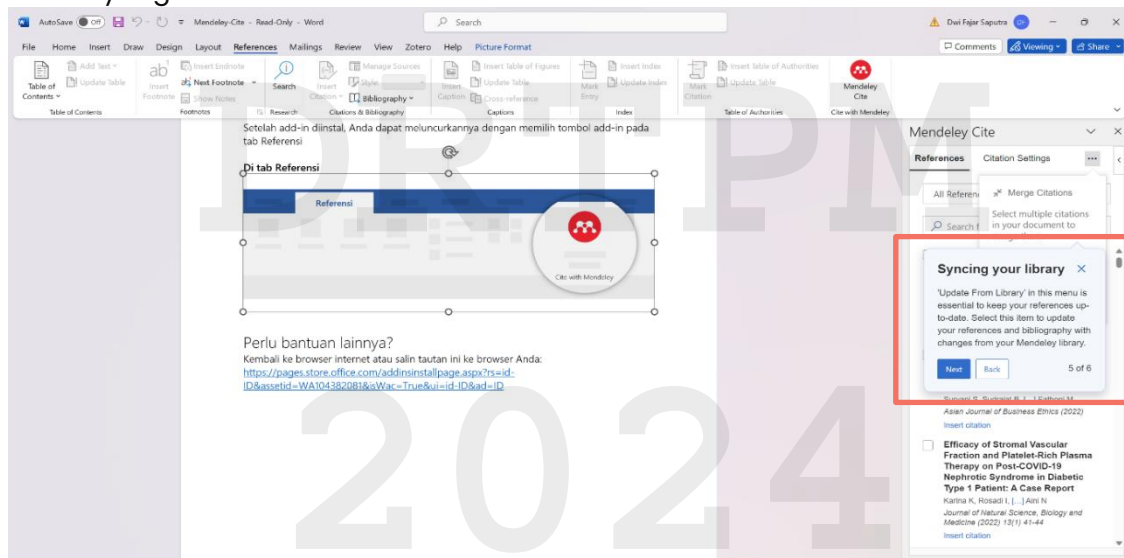 AutoSave Off Mendeley-Cite - Read-Only - Word Search Dwi Fajar Saputra
File Home Insert Draw Design Layout References Mailings Review View Zotero Help Picture Format Comments Viewing Share
Table of Contents
Add Text
Update Table
Table of Contents
ab
Insert Footnote
Insert Endnote
Next Footnote
Show Notes
Footnotes
Search
Research
Insert Citation
Manage Sources
Style:
Bibliography
Citations & Bibliography
Insert Caption
Insert Table of Figures
Update Table
Cross-reference
Captions
Mark Entry
Insert Index
Update Index
Index
Mark Citation
Insert Table of Authorities
Update Table
Table of Authorities
Mendeley Cite
Cite with Mendeley
Setelah add-in diinstal, Anda dapat meluncurkannya dengan memilih tombol add-in pada
tab Referensi
Di tab Referensi
Referensi
Cite with Mendeley
Perlu bantuan lainnya?
Kembali ke browser internet atau salin tautan ini ke browser Anda:
https://pages.store.office.com/addinsinstallpage.aspx?rs=id-
ID&assetid=WA104382081&isWac=True&ui=id-ID&ad=ID
DRTPM
2024
Mendeley Cite
References Citation Settings
All Referen
Merge Citations
Select multiple citations
in your document to
Search f
Syncing your library
'Update From Library' in this menu is
essential to keep your references up-
to-date. Select this item to update
your references and bibliography with
changes from your Mendeley library.
Next Back 5 of 6
Asian Journal of Business Ethics (2022)
Insert citation
Efficacy of Stromal Vascular
Fraction and Platelet-Rich Plasma
Therapy on Post-COVID-19
Nephrotic Syndrome in Diabetic
Type 1 Patient: A Case Report
Karina K, Rosadi I, [...] Aini N
Journal of Natural Science, Biology and
Medicine (2022) 13(1) 41-44
Insert citation